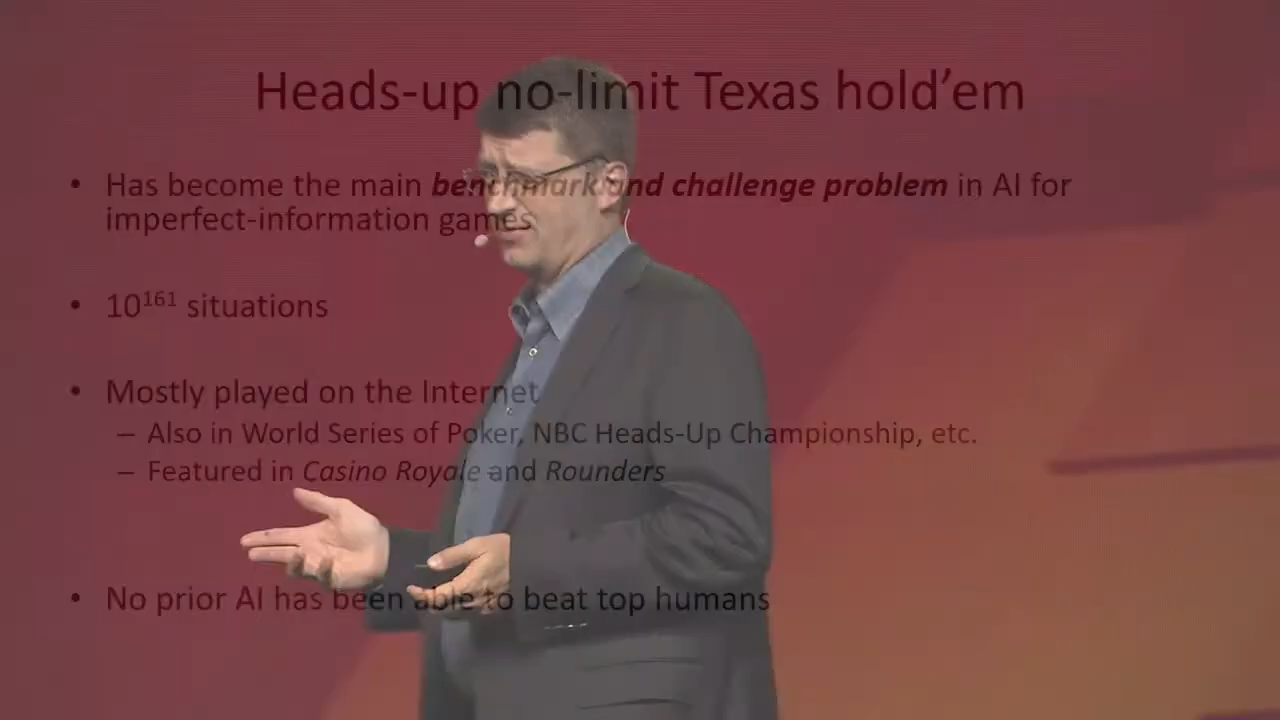 Heads-up no-limit Texas hold’em
• Has become the main benchmark and challenge problem in AI for
imperfect-information games
• 10¹⁶¹ situations
• Mostly played on the Internet
– Also in World Series of Poker, NBC Heads-Up Championship, etc.
– Featured in Casino Royale and Rounders
• No prior AI has been able to beat top humans